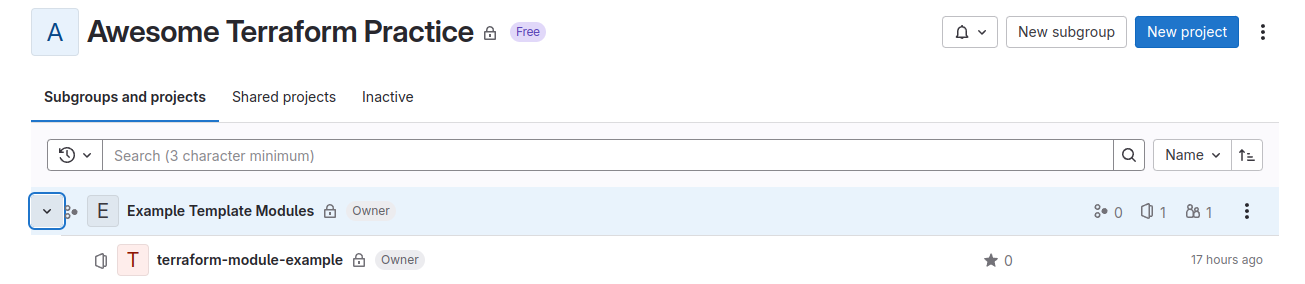 A Awesome Terraform Practice Free New subgroup New project
Subgroups and projects Shared projects Inactive
Search (3 character minimum) Name
E Example Template Modules Owner 0 1 1
T terraform-module-example Owner 0 17 hours ago